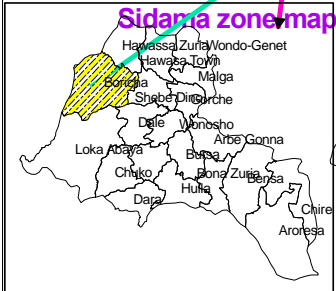 Sidama zone map
Hawassa Zuria Wondo-Genet
Hawasa Town
Malga
Boricha
Shebe Dino Gorche
Dale Wonosho
Arbe Gonna
Loka Abaya Bursa
Chuko Bona Zuria
Bensa
Hulla
Dara
Chire
Aroresa